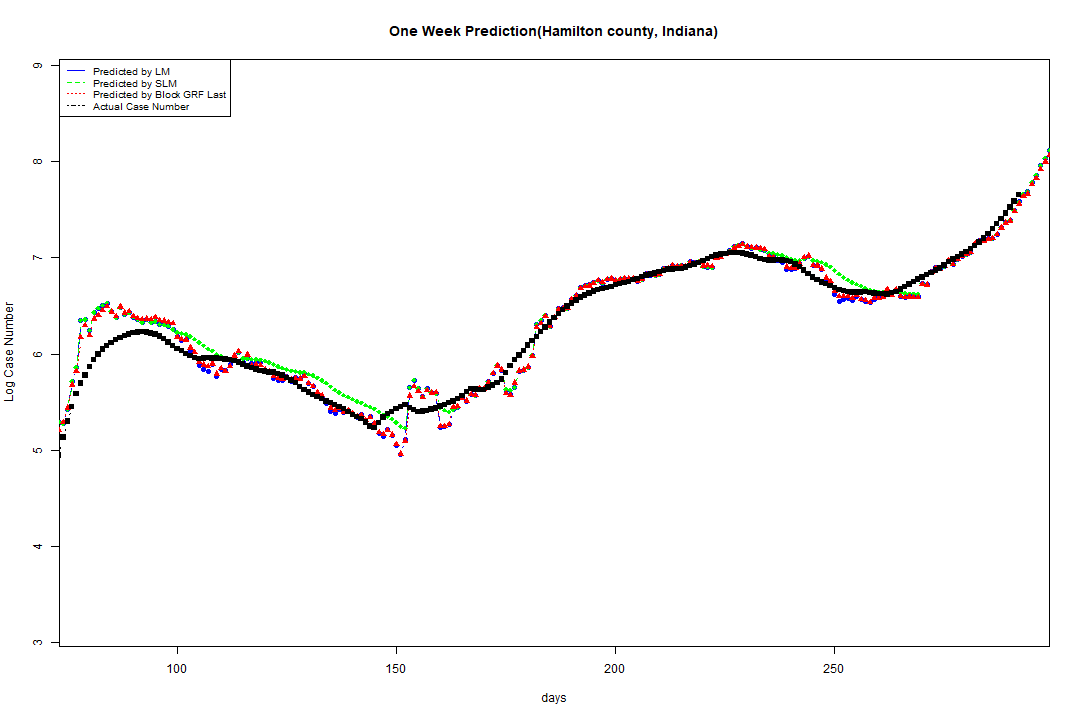 One Week Prediction(Hamilton county, Indiana)
Predicted by LM
Predicted by SLM
Predicted by Block GRF Last
Actual Case Number
9
8
7
6
5
4
3
Log Case Number
100 150 200 250
days